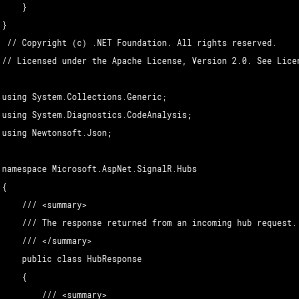 }
}
 // Copyright (c) .NET Foundation. All rights reserved.
// Licensed under the Apache License, Version 2.0. See

using System.Collections.Generic;
using System.Diagnostics.CodeAnalysis;
using Newtonsoft.Json;

namespace Microsoft.AspNet.SignalR.Hubs
{
    /// <summary>
    /// The response returned from an incoming hub request.
    /// </summary>
    public class HubResponse
    {
        /// <summary>